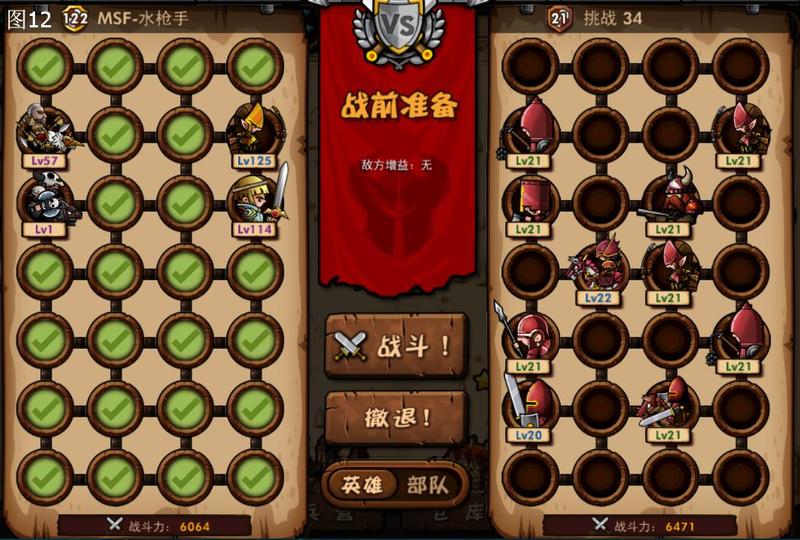 图12
122 MSF-水枪手
VS
21 挑战 34
战前准备
敌方增益：无
Lv57
Lv125
Lv1
Lv114
Lv21
Lv21
Lv21
Lv21
Lv22
Lv21
Lv21
Lv21
Lv20
Lv21
战斗！
撤退！
英雄 部队
战斗力：6064
战斗力：6471